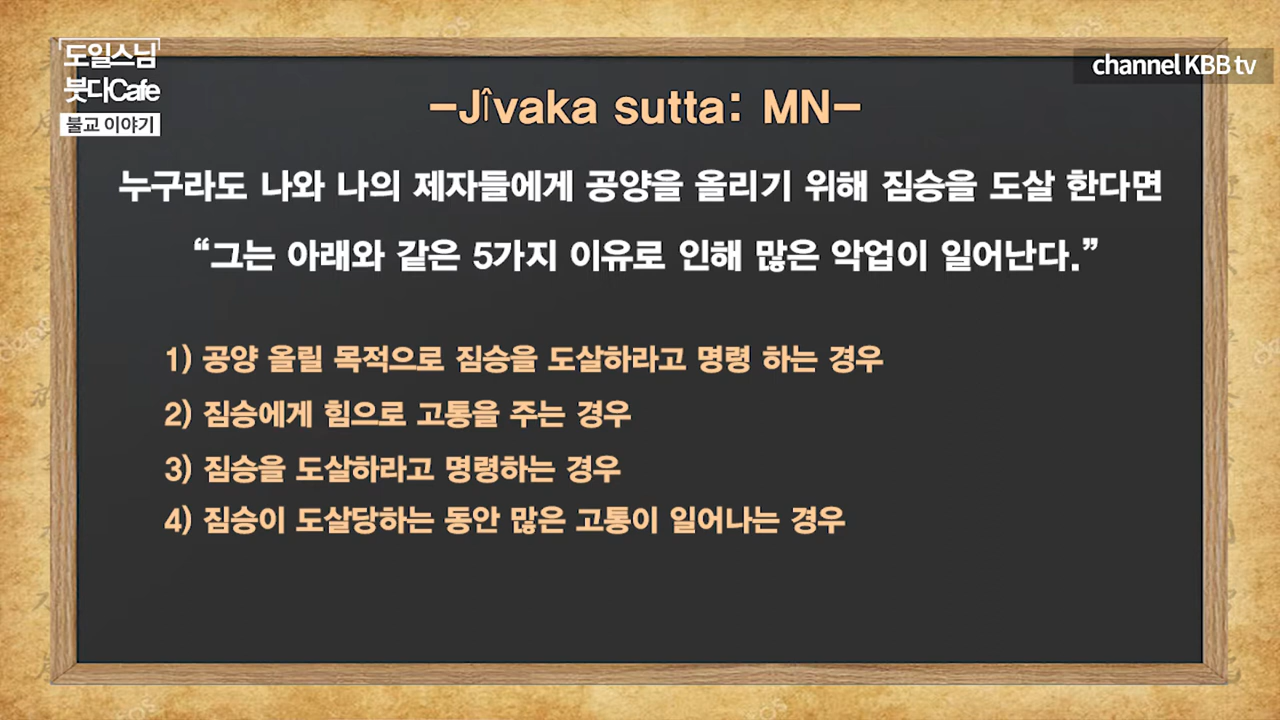 도일스님
붓다Cafe
불교 이야기
channel KBB tv
-Jîvaka sutta: MN-
누구라도 나와 나의 제자들에게 공양을 올리기 위해 짐승을 도살 한다면
“그는 아래와 같은 5가지 이유로 인해 많은 악업이 일어난다.”
1) 공양 올릴 목적으로 짐승을 도살하라고 명령 하는 경우
2) 짐승에게 힘으로 고통을 주는 경우
3) 짐승을 도살하라고 명령하는 경우
4) 짐승이 도살당하는 동안 많은 고통이 일어나는 경우